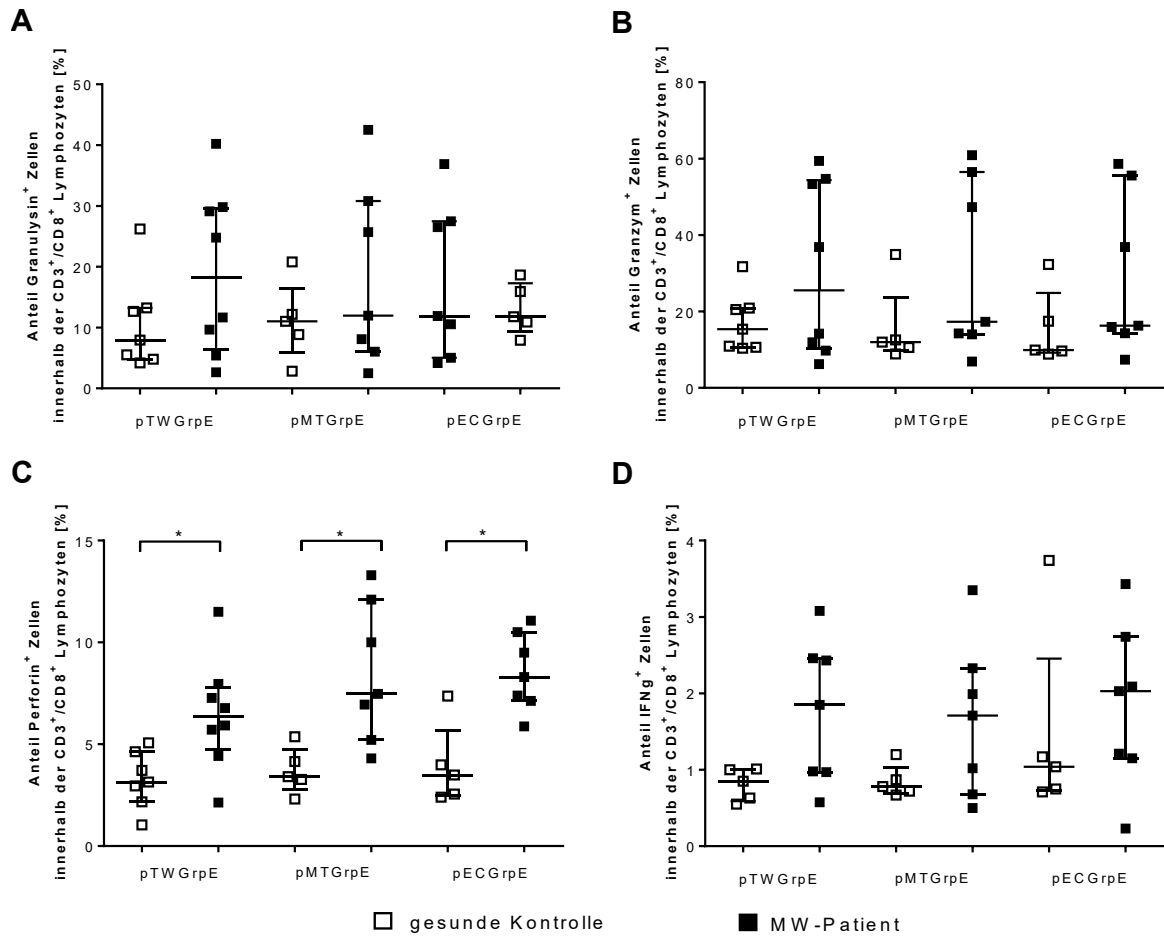 A
Anteil Granulysin⁺ Zellen
innerhalb der CD3⁺/CD8⁺ Lymphozyten [%]
50
40
30
20
10
0
pTWGrpE
pMTGrpE
pECGrpE
B
Anteil Granzym⁺ Zellen
innerhalb der CD3⁺/CD8⁺ Lymphozyten [%]
80
60
40
20
0
pTWGrpE
pMTGrpE
pECGrpE
C
Anteil Perforin⁺ Zellen
innerhalb der CD3⁺/CD8⁺ Lymphozyten [%]
15
10
5
0
*
*
*
pTWGrpE
pMTGrpE
pECGrpE
D
Anteil IFNg⁺ Zellen
innerhalb der CD3⁺/CD8⁺ Lymphozyten [%]
4
3
2
1
0
pTWGrpE
pMTGrpE
pECGrpE
gesunde Kontrolle
MW-Patient